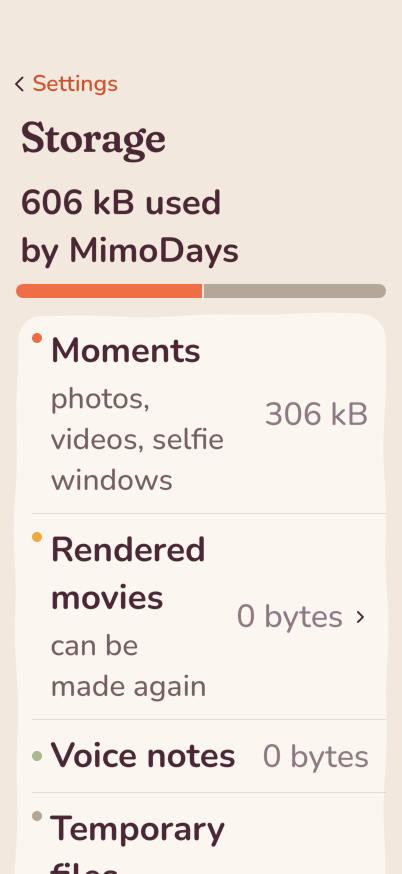 Settings
Storage
606 kB used
by MimoDays
Moments
photos,
videos, selfie
windows
306 kB
Rendered
movies
can be
made again
0 bytes
Voice notes
0 bytes
Temporary
files